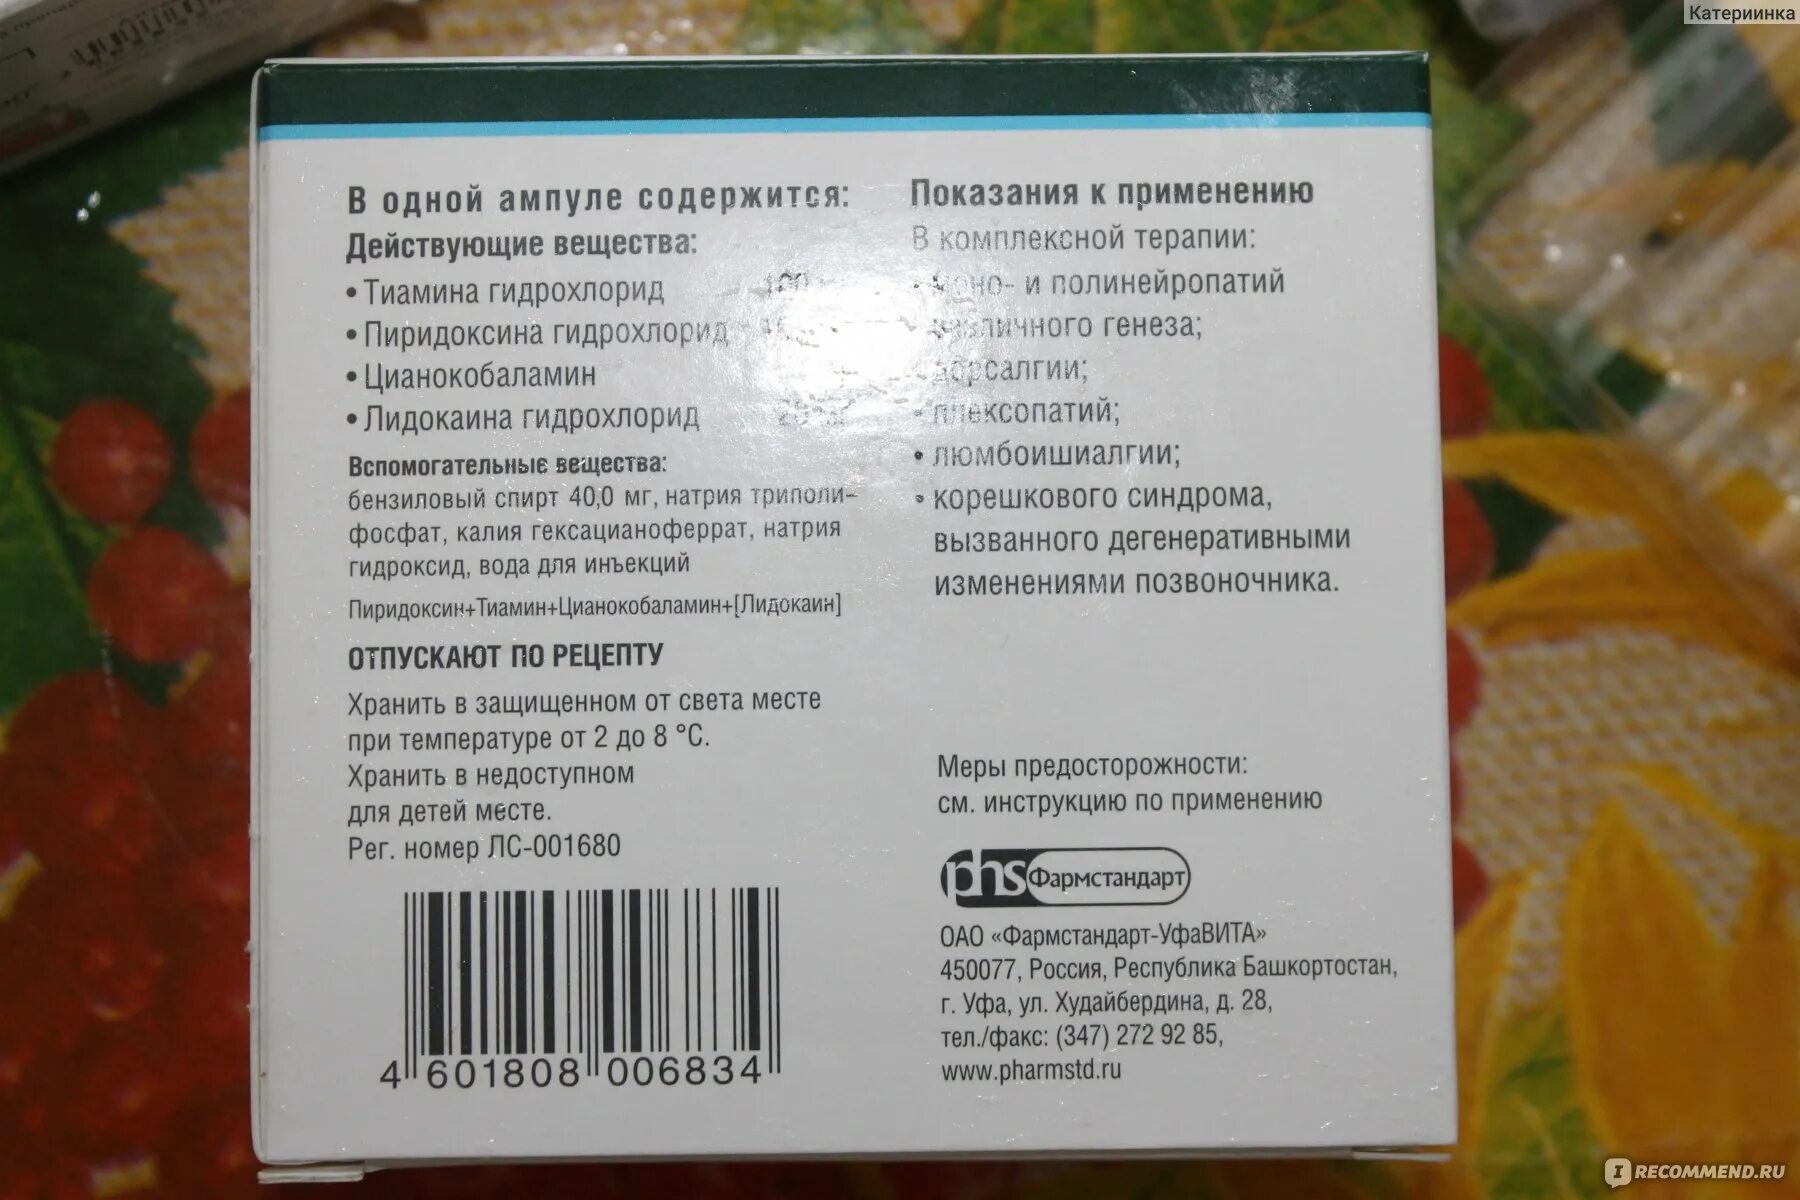 Катериинка
В одной ампуле содержится:
Действующие вещества:
• Тиамина гидрохлорид
• Пиридоксина гидрохлорид
• Цианокобаламин
• Лидокаина гидрохлорид
Вспомогательные вещества:
бензиловый спирт 40,0 мг, натрия триполи-
фосфат, калия гексацианоферрат, натрия
гидроксид, вода для инъекций
Пиридоксин+Тиамин+Цианокобаламин+[Лидокаин]
ОТПУСКАЮТ ПО РЕЦЕПТУ
Хранить в защищенном от света месте
при температуре от 2 до 8 °С.
Хранить в недоступном
для детей месте.
Рег. номер ЛС-001680
4 601808 006834
Показания к применению
В комплексной терапии:
• моно- и полинейропатий
различного генеза;
• дорсалгии;
• плексопатий;
• люмбоишиалгии;
• корешкового синдрома,
вызванного дегенеративными
изменениями позвоночника.
Меры предосторожности:
см. инструкцию по применению
phs Фармстандарт
ОАО «Фармстандарт-УфаВИТА»
450077, Россия, Республика Башкортостан,
г. Уфа, ул. Худайбердина, д. 28,
тел./факс: (347) 272 92 85,
www.pharmstd.ru
IRECOMMEND.RU